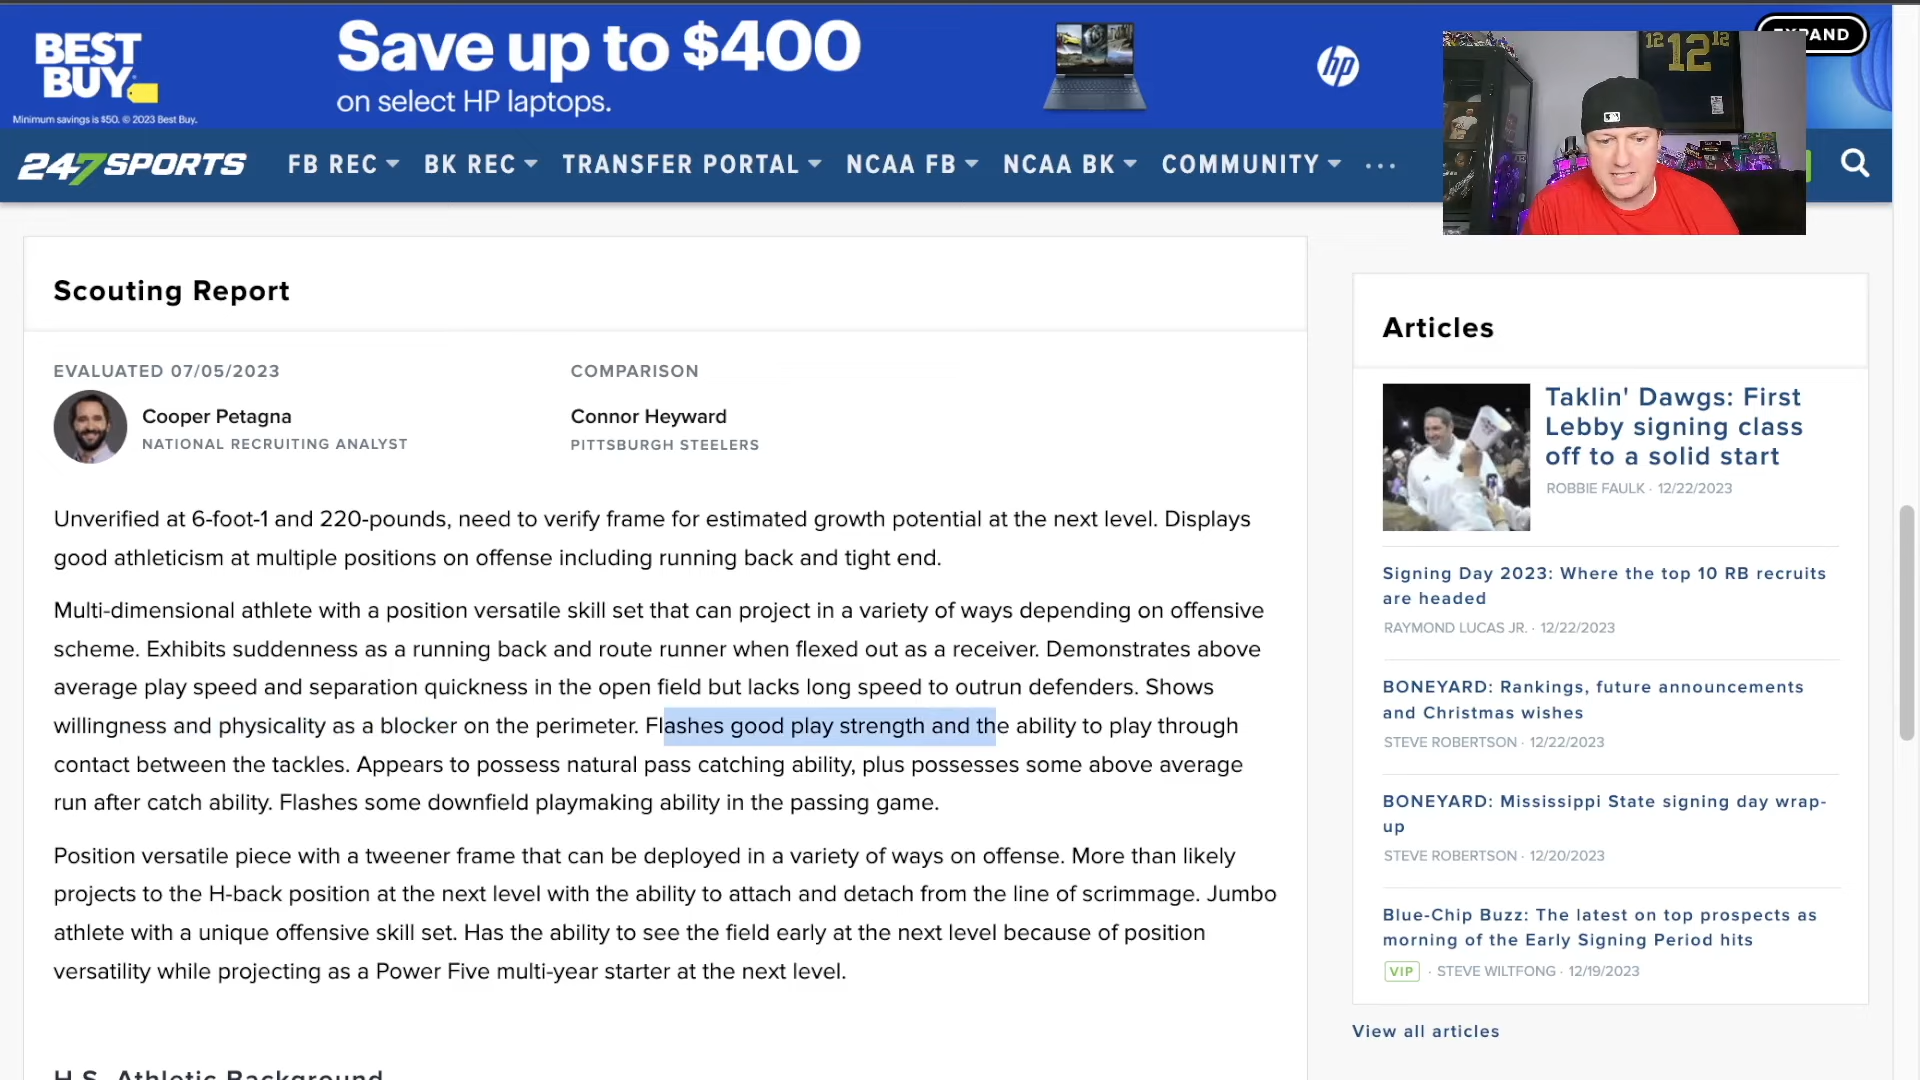 BEST
BUY
Minimum savings is $50. © 2023 Best Buy.
Save up to $400
on select HP laptops.
hp
12 12 12
247SPORTS
FB REC
BK REC
TRANSFER PORTAL
NCAA FB
NCAA BK
COMMUNITY
...
Scouting Report
EVALUATED 07/05/2023
Cooper Petagna
NATIONAL RECRUITING ANALYST
COMPARISON
Connor Heyward
PITTSBURGH STEELERS
Unverified at 6-foot-1 and 220-pounds, need to verify frame for estimated growth potential at the next level. Displays
good athleticism at multiple positions on offense including running back and tight end.
Multi-dimensional athlete with a position versatile skill set that can project in a variety of ways depending on offensive
scheme. Exhibits suddenness as a running back and route runner when flexed out as a receiver. Demonstrates above
average play speed and separation quickness in the open field but lacks long speed to outrun defenders. Shows
willingness and physicality as a blocker on the perimeter. Flashes good play strength and the ability to play through
contact between the tackles. Appears to possess natural pass catching ability, plus possesses some above average
run after catch ability. Flashes some downfield playmaking ability in the passing game.
Position versatile piece with a tweener frame that can be deployed in a variety of ways on offense. More than likely
projects to the H-back position at the next level with the ability to attach and detach from the line of scrimmage. Jumbo
athlete with a unique offensive skill set. Has the ability to see the field early at the next level because of position
versatility while projecting as a Power Five multi-year starter at the next level.
H.S. Athletic Background
Articles
Taklin' Dawgs: First
Lebby signing class
off to a solid start
ROBBIE FAULK · 12/22/2023
Signing Day 2023: Where the top 10 RB recruits
are headed
RAYMOND LUCAS JR. · 12/22/2023
BONEYARD: Rankings, future announcements
and Christmas wishes
STEVE ROBERTSON · 12/22/2023
BONEYARD: Mississippi State signing day wrap-
up
STEVE ROBERTSON · 12/20/2023
Blue-Chip Buzz: The latest on top prospects as
morning of the Early Signing Period hits
VIP · STEVE WILTFONG · 12/19/2023
View all articles